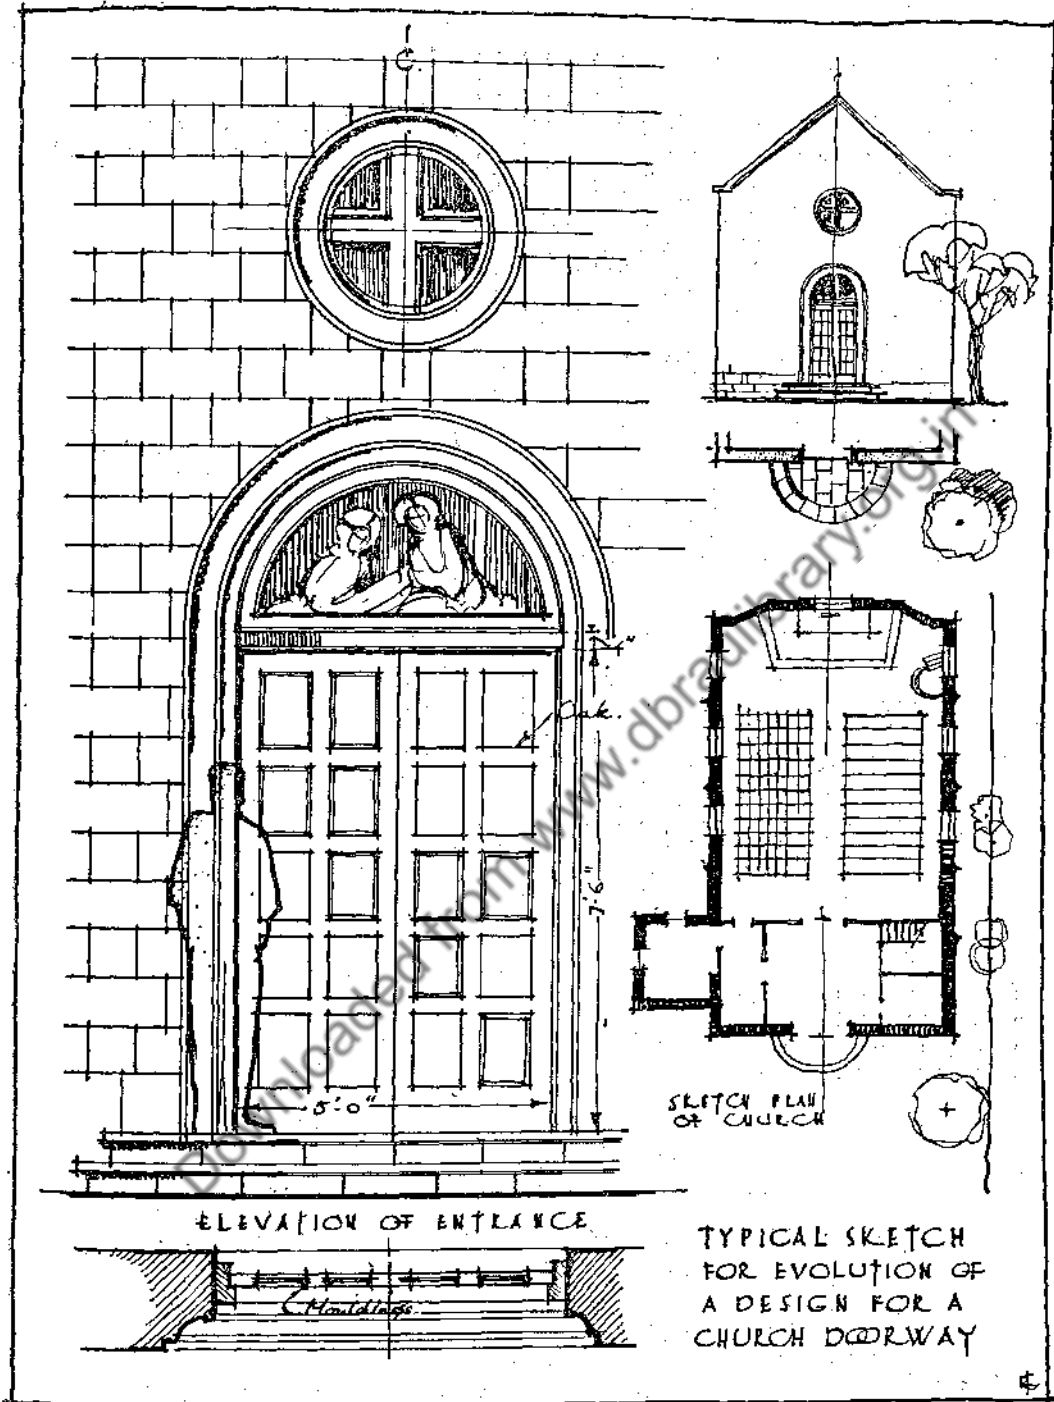 Oak.
7'-6"
5'-0"
ELEVATION OF ENTRANCE
Mouldings
SKETCH PLAN
OF CHURCH
TYPICAL SKETCH
FOR EVOLUTION OF
A DESIGN FOR A
CHURCH DOORWAY
Downloaded from www.dbraulibrary.org.in